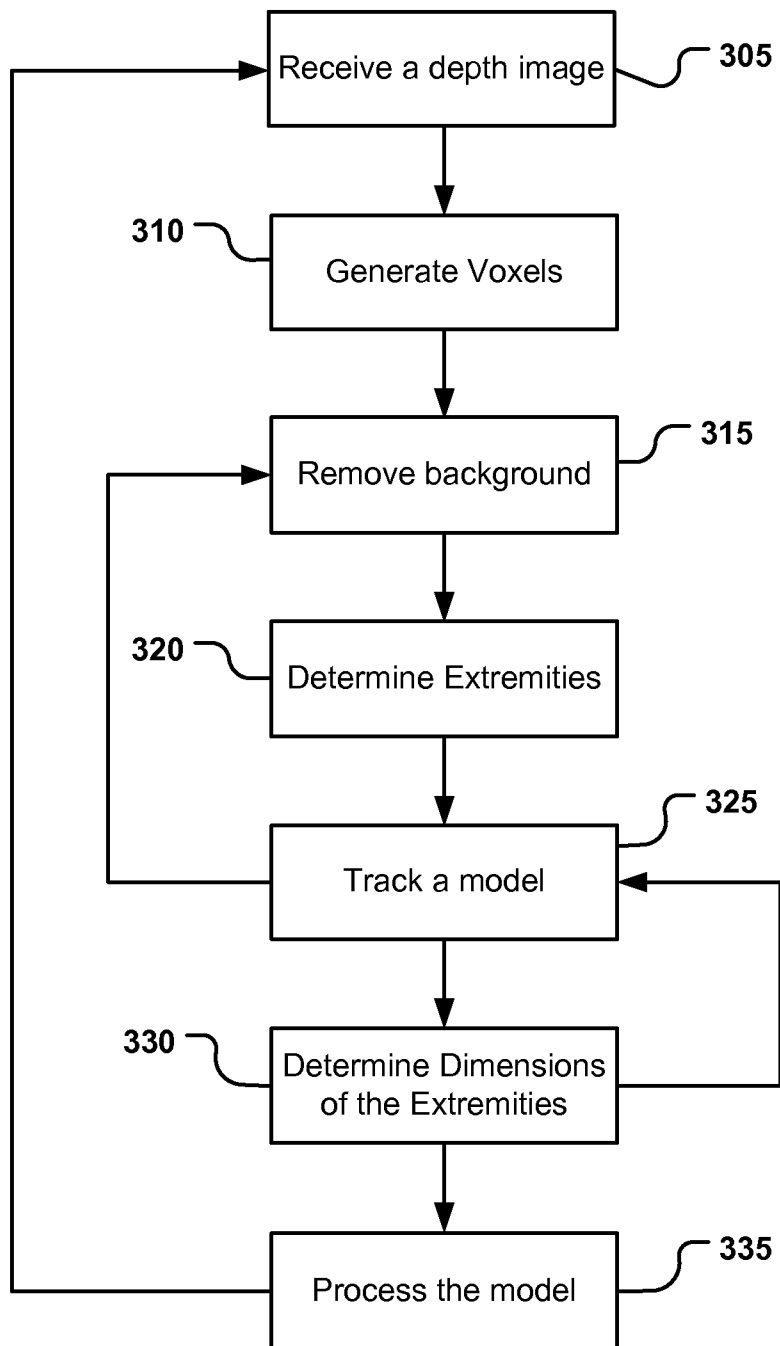 Receive a depth image
305
310
Generate Voxels
315
Remove background
320
Determine Extremities
325
Track a model
330
Determine Dimensions
of the Extremities
335
Process the model